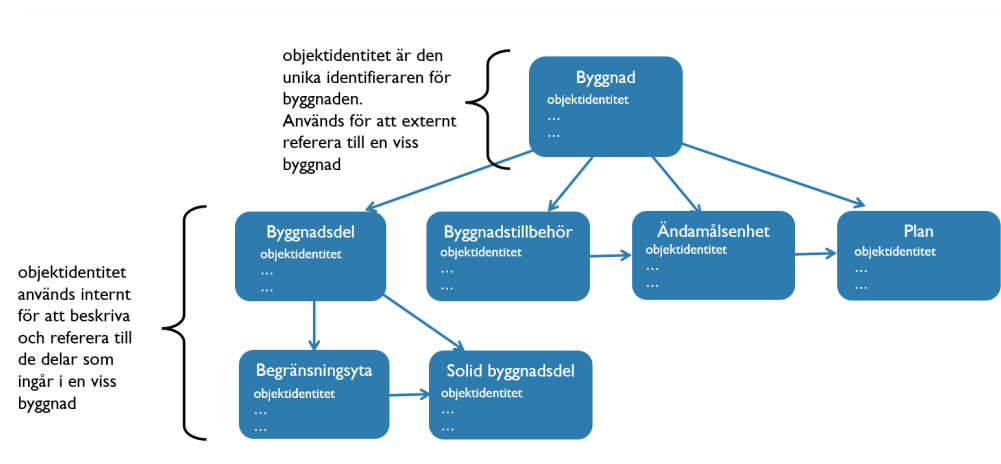 objektidentitet är den
unika identifieraren för
byggnaden.
Används för att externt
referera till en viss
byggnad
Byggnad
objektidentitet
…
…
objektidentitet
används internt
för att beskriva
och referera till
de delar som
ingår i en viss
byggnad
Byggnadsdel
objektidentitet
…
…
Byggnadstillbehör
objektidentitet
…
…
Ändamålsenhet
objektidentitet
…
…
Plan
objektidentitet
…
…
Begränsningsyta
objektidentitet
…
…
Solid byggnadsdel
objektidentitet
…
…